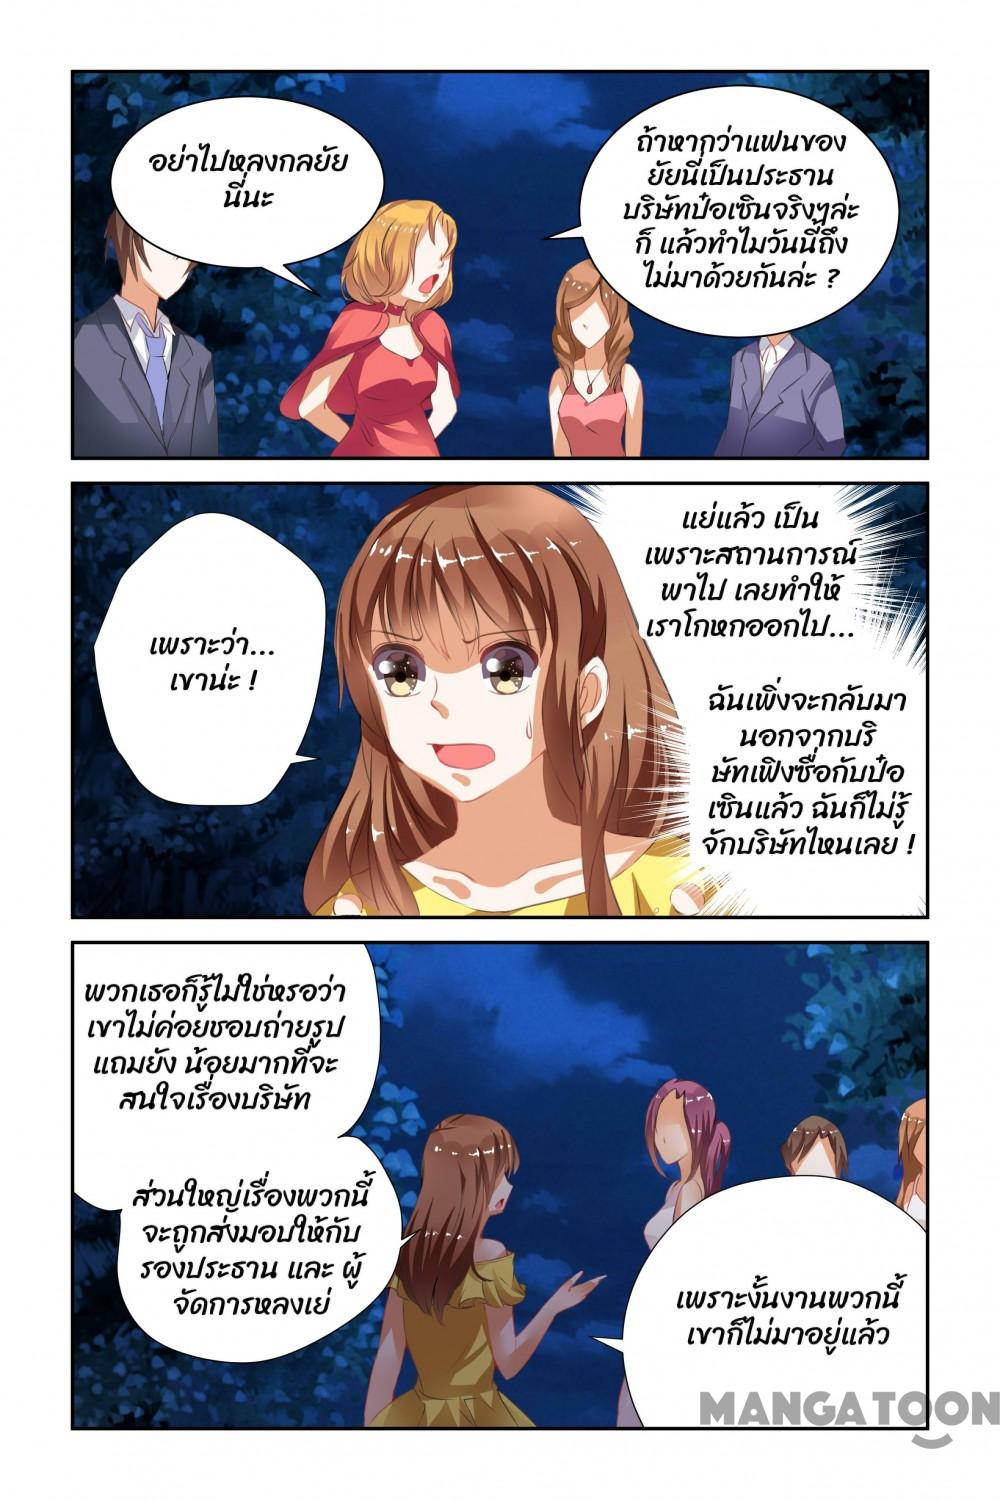 อย่าไปหลงกลยัย
นี่นะ
ถ้าหากว่าแฟนของ
ยัยนี่เป็นประธาน
บริษัทป๋อเซินจริงๆล่ะ
ก็ แล้วทำไมวันนี้ถึง
ไม่มาด้วยกันล่ะ ?
เพราะว่า...
เขาน่ะ !
แย่แล้ว เป็น
เพราะสถานการณ์
พาไป เลยทำให้
เราโกหกออกไป...
ฉันเพิ่งจะกลับมา
นอกจากบริ
ษัทเฟิงซื่อกับป๋อ
เซินแล้ว ฉันก็ไม่รู้
จักบริษัทไหนเลย !
พวกเธอก็รู้ไม่ใช่หรอว่า
เขาไม่ค่อยชอบถ่ายรูป
แถมยัง น้อยมากที่จะ
สนใจเรื่องบริษัท
ส่วนใหญ่เรื่องพวกนี้
จะถูกส่งมอบให้กับ
รองประธาน และ ผู้
จัดการหลงเย่
เพราะงั้นงานพวกนี้
เขาก็ไม่มาอยู่แล้ว
MANGATOON